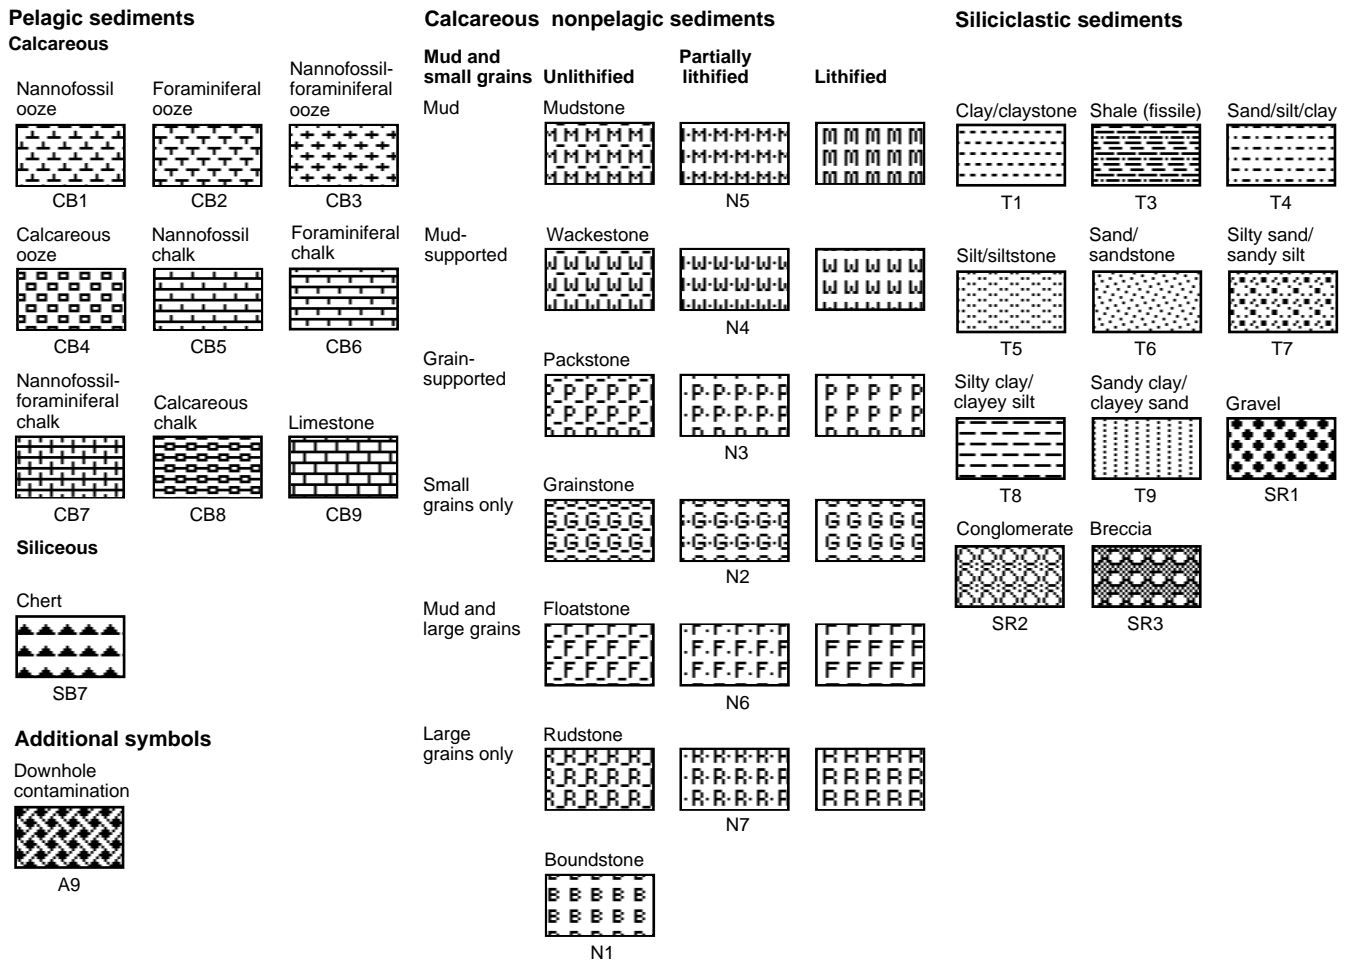 Pelagic sediments
Calcareous
Nannofossil
ooze
CB1
Foraminiferal
ooze
CB2
Nannofossil-
foraminiferal
ooze
CB3
Calcareous
ooze
CB4
Nannofossil
chalk
CB5
Foraminiferal
chalk
CB6
Nannofossil-
foraminiferal
chalk
CB7
Calcareous
chalk
CB8
Limestone
CB9
Siliceous
Chert
SB7
Additional symbols
Downhole
contamination
A9
Calcareous nonpelagic sediments
Mud and
small grains
Unlithified
Partially
lithified
Lithified
Mud
Mudstone
N5
Mud-
supported
Wackestone
N4
Grain-
supported
Packstone
N3
Small
grains only
Grainstone
N2
Mud and
large grains
Floatstone
N6
Large
grains only
Rudstone
N7
Boundstone
N1
Siliciclastic sediments
Clay/claystone
T1
Shale (fissile)
T3
Sand/silt/clay
T4
Silt/siltstone
T5
Sand/
sandstone
T6
Silty sand/
sandy silt
T7
Silty clay/
clayey silt
T8
Sandy clay/
clayey sand
T9
Gravel
SR1
Conglomerate
SR2
Breccia
SR3